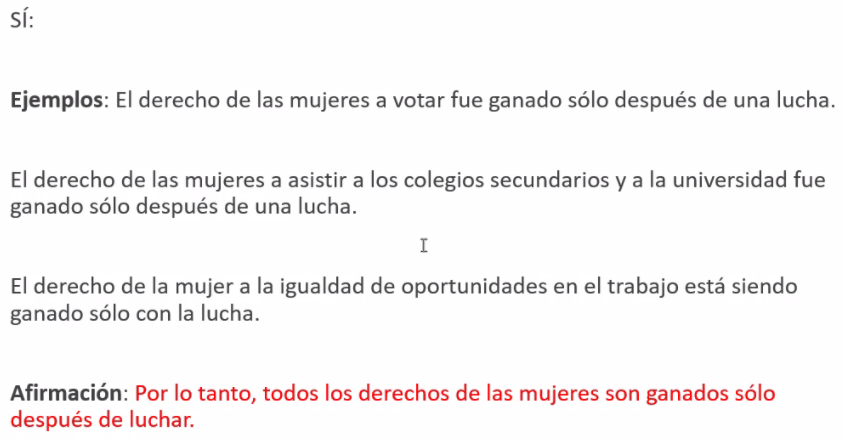 SÍ:
Ejemplos: El derecho de las mujeres a votar fue ganado sólo después de una lucha.
El derecho de las mujeres a asistir a los colegios secundarios y a la universidad fue
ganado sólo después de una lucha.
El derecho de la mujer a la igualdad de oportunidades en el trabajo está siendo
ganado sólo con la lucha.
Afirmación: Por lo tanto, todos los derechos de las mujeres son ganados sólo
después de luchar.